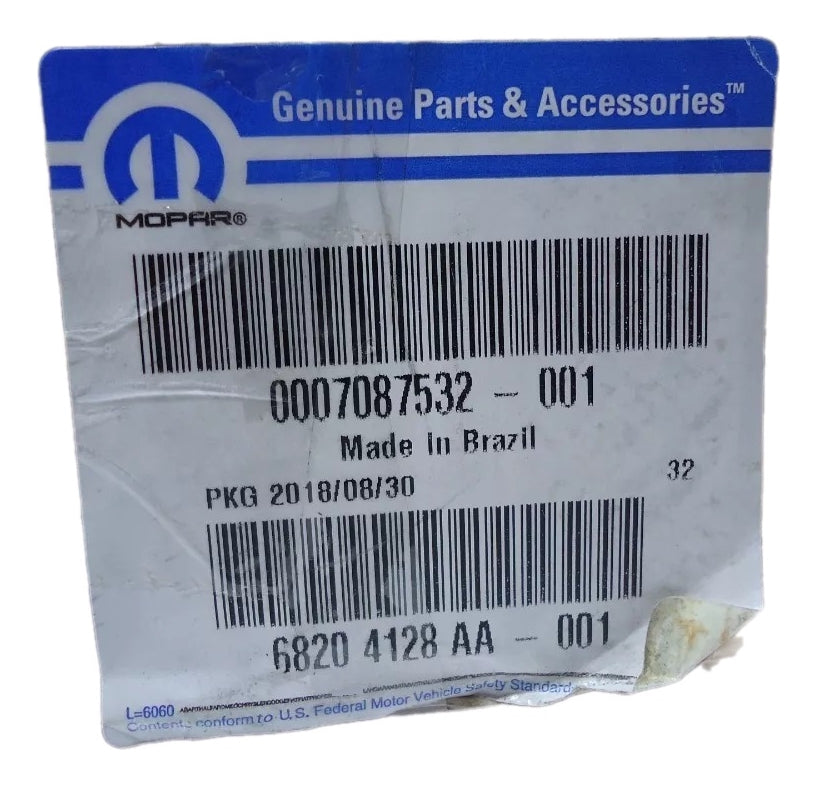 Genuine Parts & Accessories™
MOPAR®
0007087532 - 001
Made In Brazil
PKG 2018/08/30
32
6820 4128 AA - 001
L=6060
Contents conform to U.S. Federal Motor Vehicle Safety Standard